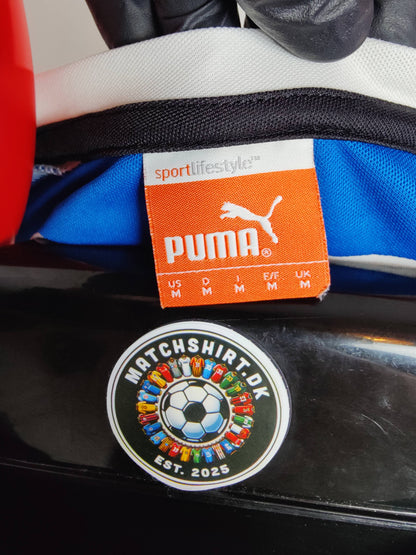 sportlifestyle™
PUMA®
US D I E/F UK
M M M M M
MATCHSHIRT.DK
EST. 2025